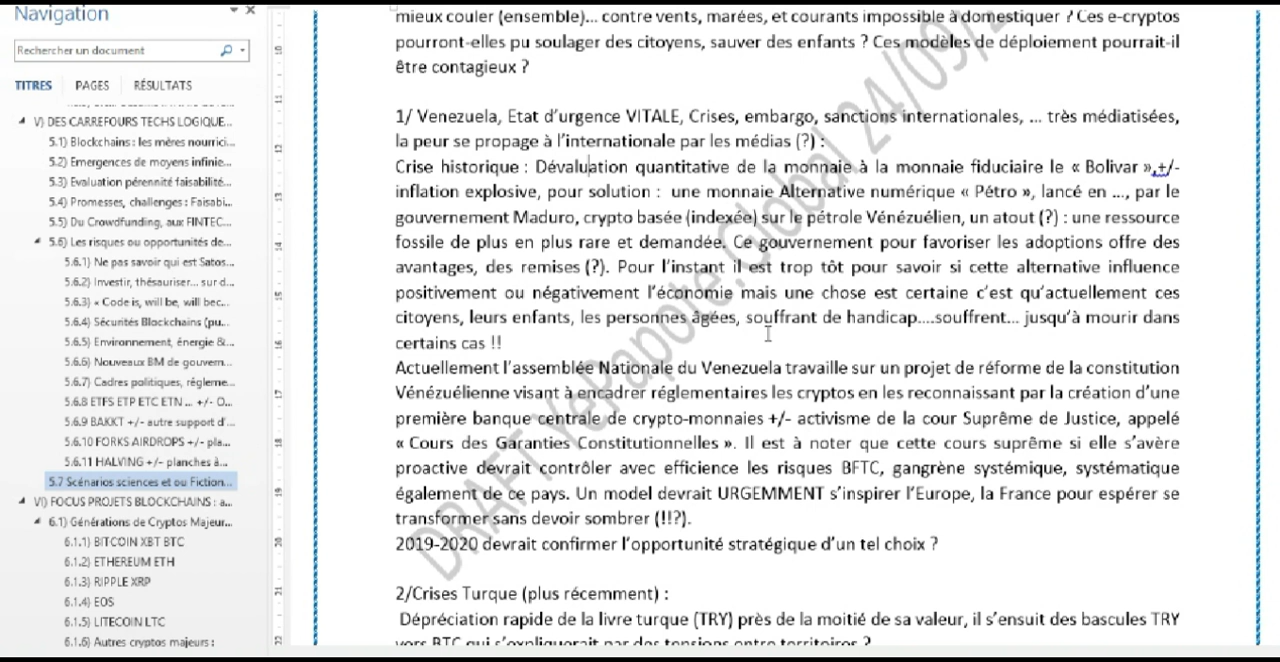 Navigation
Rechercher un document
TITRES PAGES RÉSULTATS
V) DES CARREFOURS TECHS LOGIQUE...
5.1) Blockchains : les mères nourrici...
5.2) Emergences de moyens infinie...
5.3) Evaluation pérennité faisabilité...
5.4) Promesses, challenges : Faisabi...
5.5) Du Crowdfunding, aux FINTEC...
5.6) Les risques ou opportunités de...
5.6.1) Ne pas savoir qui est Satos...
5.6.2) Investir, thésauriser... sur d...
5.6.3) « Code is, will be, will bec...
5.6.4) Sécurités Blockchains (pu...
5.6.5) Environnement, énergie &...
5.6.6) Nouveaux BM de gouvern...
5.6.7) Cadres politiques, régleme...
5.6.8 ETFS ETP ETC ETN ... +/- O...
5.6.9 BAKKT +/- autre support d'...
5.6.10 FORKS AIRDROPS +/- pla...
5.6.11 HALVING +/- planches à...
5.7 Scénarios sciences et ou Fiction...
VI) FOCUS PROJETS BLOCKCHAINS : a...
6.1) Générations de Cryptos Majeur...
6.1.1) BITCOIN XBT BTC
6.1.2) ETHEREUM ETH
6.1.3) RIPPLE XRP
6.1.4) EOS
6.1.5) LITECOIN LTC
6.1.6) Autres cryptos majeurs :
mieux couler (ensemble)... contre vents, marées, et courants impossible à domestiquer ? Ces e-cryptos
pourront-elles pu soulager des citoyens, sauver des enfants ? Ces modèles de déploiement pourrait-il
être contagieux ?
1/ Venezuela, Etat d'urgence VITALE, Crises, embargo, sanctions internationales, ... très médiatisées,
la peur se propage à l'internationale par les médias (?) :
Crise historique : Dévaluation quantitative de la monnaie à la monnaie fiduciaire le « Bolivar »,+/-
inflation explosive, pour solution : une monnaie Alternative numérique « Pétro », lancé en ..., par le
gouvernement Maduro, crypto basée (indexée) sur le pétrole Vénézuélien, un atout (?) : une ressource
fossile de plus en plus rare et demandée. Ce gouvernement pour favoriser les adoptions offre des
avantages, des remises (?). Pour l'instant il est trop tôt pour savoir si cette alternative influence
positivement ou négativement l'économie mais une chose est certaine c'est qu'actuellement ces
citoyens, leurs enfants, les personnes âgées, souffrant de handicap....souffrent... jusqu'à mourir dans
certains cas !!
Actuellement l'assemblée Nationale du Venezuela travaille sur un projet de réforme de la constitution
Vénézuélienne visant à encadrer réglementaires les cryptos en les reconnaissant par la création d'une
première banque centrale de crypto-monnaies +/- activisme de la cour Suprême de Justice, appelé
« Cours des Garanties Constitutionnelles ». Il est à noter que cette cours suprême si elle s'avère
proactive devrait contrôler avec efficience les risques BFTC, gangrène systémique, systématique
également de ce pays. Un model devrait URGEMMENT s'inspirer l'Europe, la France pour espérer se
transformer sans devoir sombrer (!!?).
2019-2020 devrait confirmer l'opportunité stratégique d'un tel choix ?
2/Crises Turque (plus récemment) :
Dépréciation rapide de la livre turque (TRY) près de la moitié de sa valeur, il s'ensuit des bascules TRY
vers BTC qui s'expliquerait par des tensions entre territoires ?
DRAFT YePapote.Global 24/09/